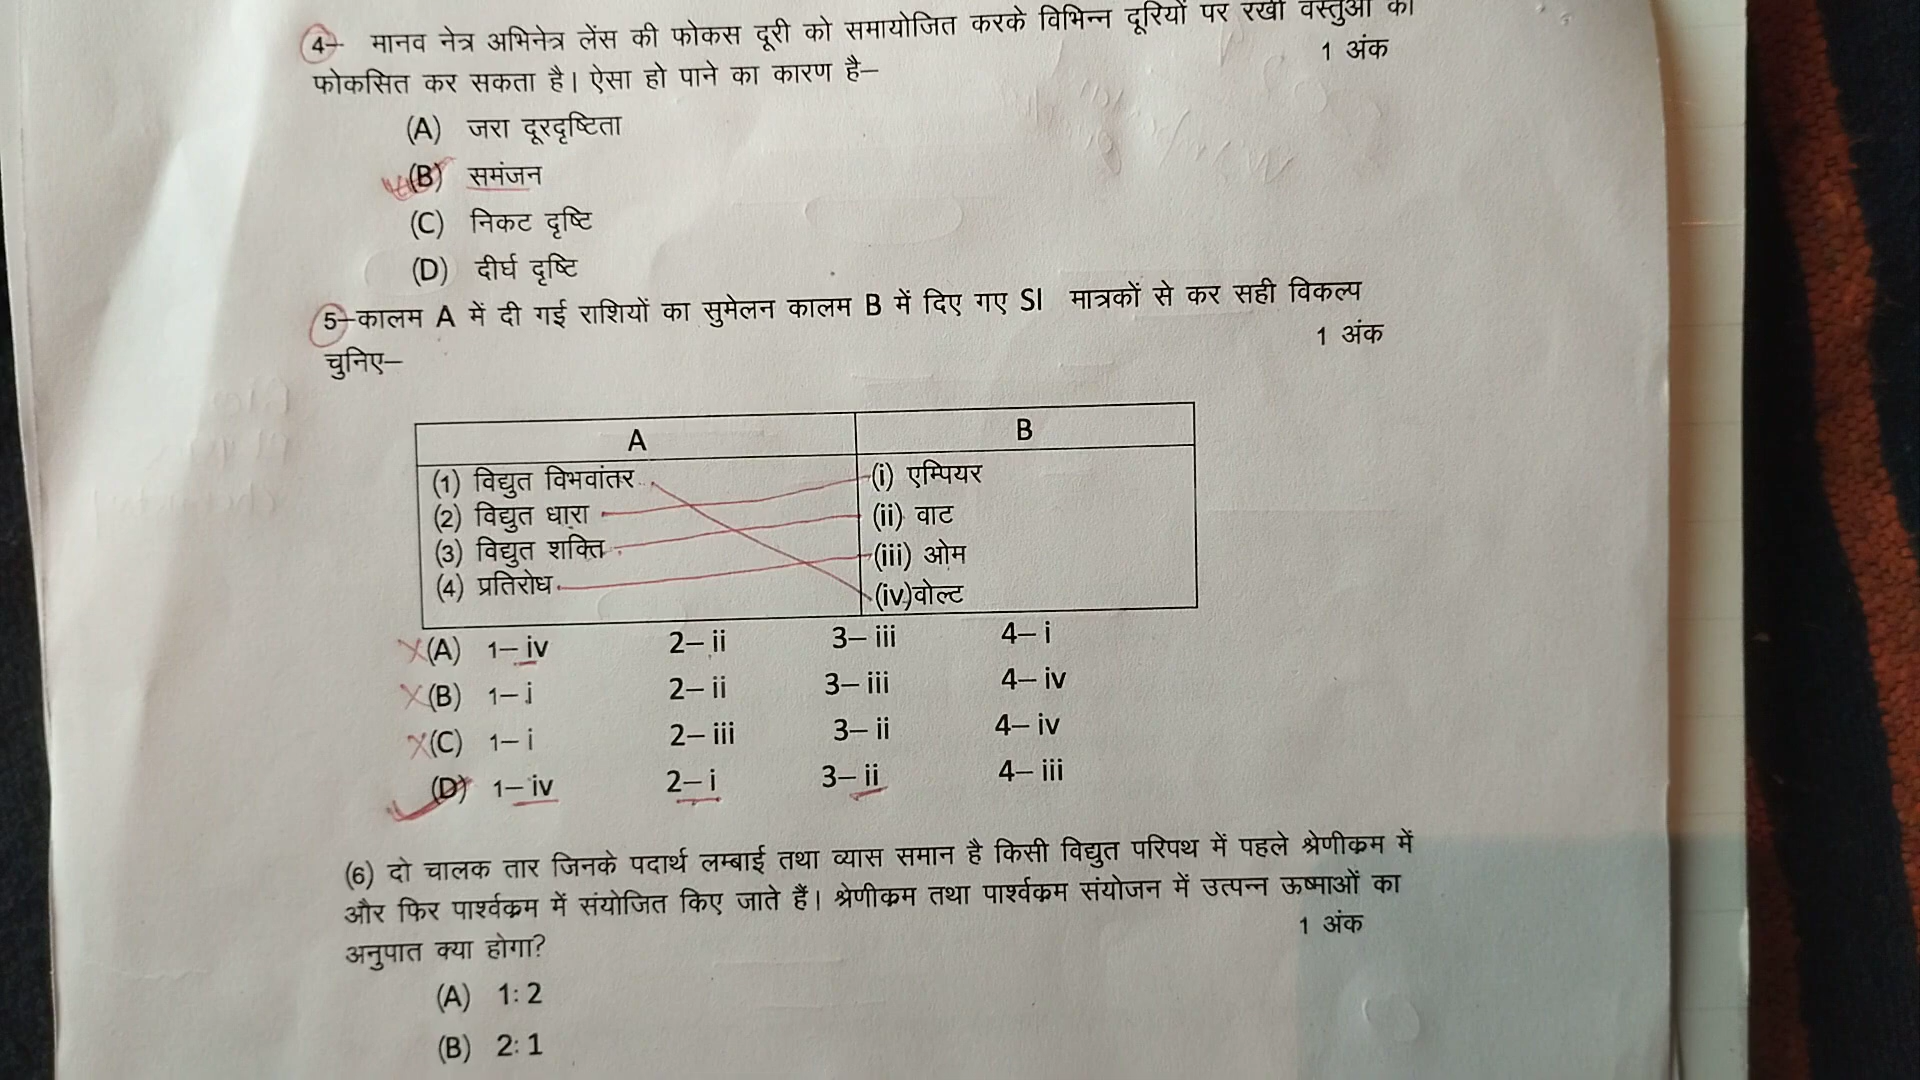 4– मानव नेत्र अभिनेत्र लेंस की फोकस दूरी को समायोजित करके विभिन्न दूरियों पर रखी वस्तुओं को
फोकसित कर सकता है। ऐसा हो पाने का कारण है–
1 अंक
(A) जरा दूरदृष्टिता
(B) समंजन
(C) निकट दृष्टि
(D) दीर्घ दृष्टि
5–कालम A में दी गई राशियों का सुमेलन कालम B में दिए गए SI मात्रकों से कर सही विकल्प
चुनिए–
1 अंक
A B
(1) विद्युत विभवांतर (i) एम्पियर
(2) विद्युत धारा (ii) वाट
(3) विद्युत शक्ति (iii) ओम
(4) प्रतिरोध (iv)वोल्ट
(A) 1– iv 2– ii 3– iii 4– i
(B) 1– i 2– ii 3– iii 4– iv
(C) 1– i 2– iii 3– ii 4– iv
(D) 1– iv 2– i 3– ii 4– iii
(6) दो चालक तार जिनके पदार्थ लम्बाई तथा व्यास समान है किसी विद्युत परिपथ में पहले श्रेणीक्रम में
और फिर पार्श्वक्रम में संयोजित किए जाते हैं। श्रेणीक्रम तथा पार्श्वक्रम संयोजन में उत्पन्न ऊष्माओं का
अनुपात क्या होगा?
1 अंक
(A) 1: 2
(B) 2: 1